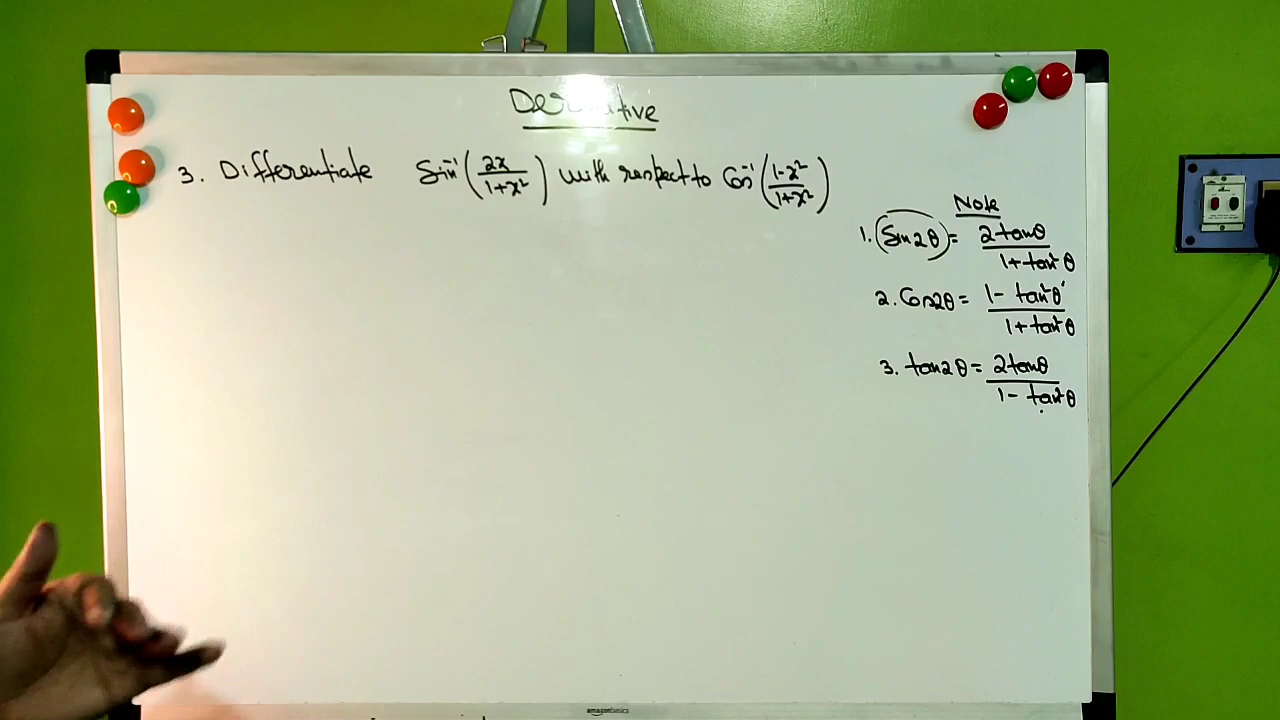 Derivative
3. Differentiate Sin⁻¹(2x/1+x²) with respect to Cos⁻¹(1-x²/1+x²)
Note
1. Sin2θ = 2tanθ/1+tan²θ
2. Cos2θ = 1-tan²θ/1+tan²θ
3. tan2θ = 2tanθ/1-tan²θ
amazonbasics